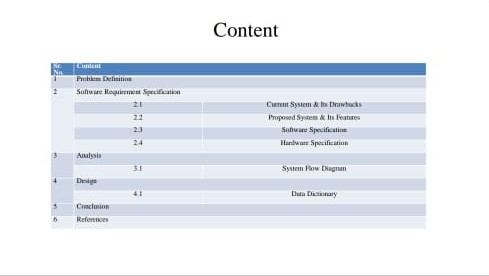 Content
Sr. No. Content
1 Problem Definition
2 Software Requirement Specification
2.1 Current System & Its Drawbacks
2.2 Proposed System & Its Features
2.3 Software Specification
2.4 Hardware Specification
3 Analysis
3.1 System Flow Diagram
4 Design
4.1 Data Dictionary
5 Conclusion
6 References